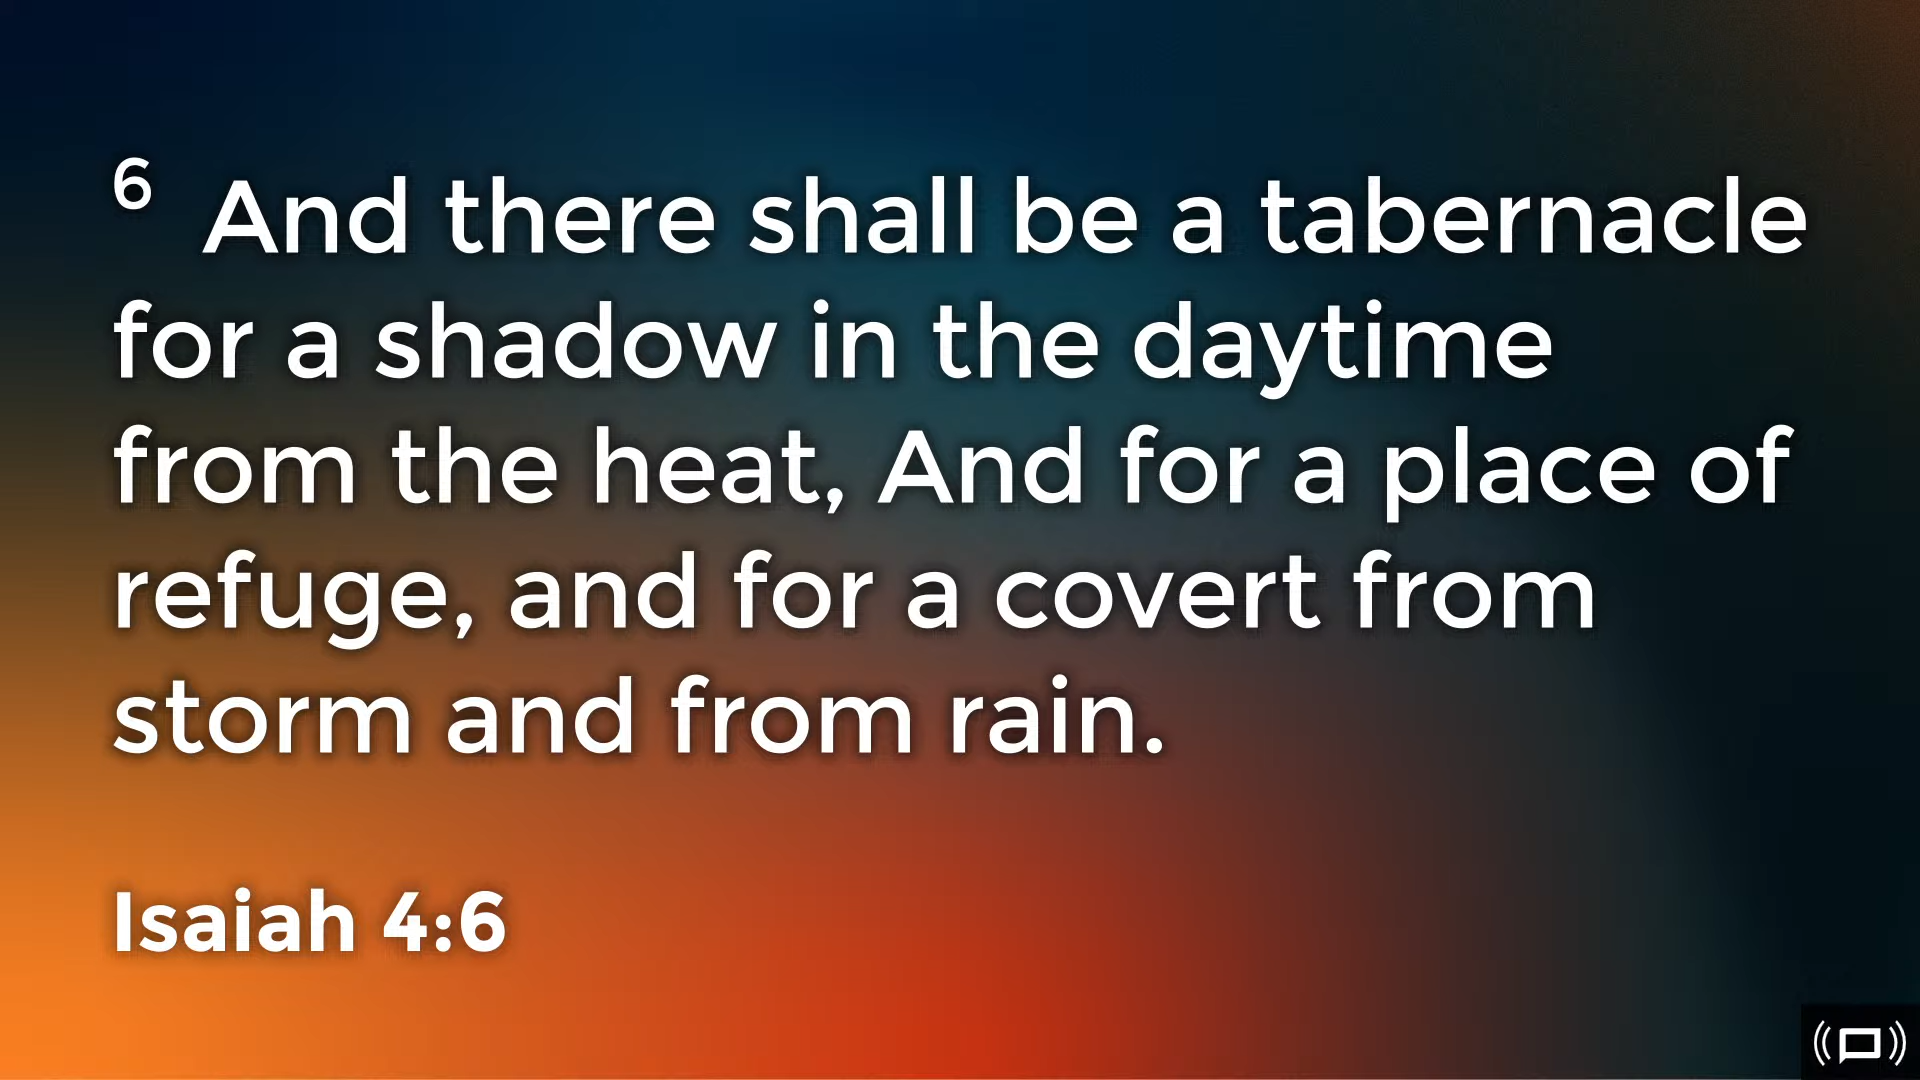 6 And there shall be a tabernacle
for a shadow in the daytime
from the heat, And for a place of
refuge, and for a covert from
storm and from rain.
Isaiah 4:6